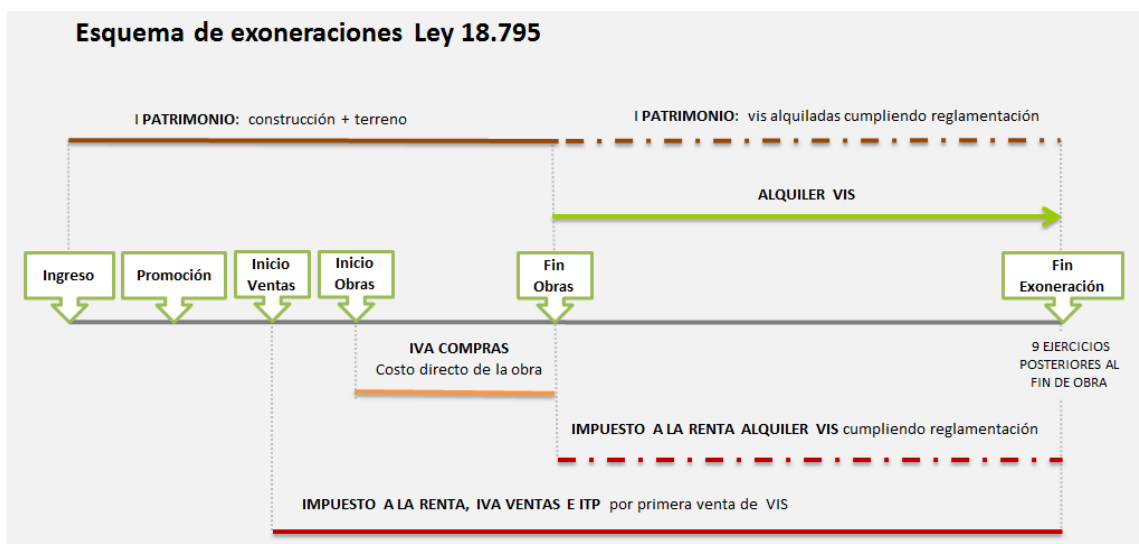 Esquema de exoneraciones Ley 18.795
I PATRIMONIO: construcción + terreno
I PATRIMONIO: vis alquiladas cumpliendo reglamentación
ALQUILER VIS
Ingreso
Promoción
Inicio
Ventas
Inicio
Obras
Fin
Obras
Fin
Exoneración
IVA COMPRAS
Costo directo de la obra
9 EJERCICIOS
POSTERIORES AL
FIN DE OBRA
IMPUESTO A LA RENTA ALQUILER VIS cumpliendo reglamentación
IMPUESTO A LA RENTA, IVA VENTAS E ITP por primera venta de VIS